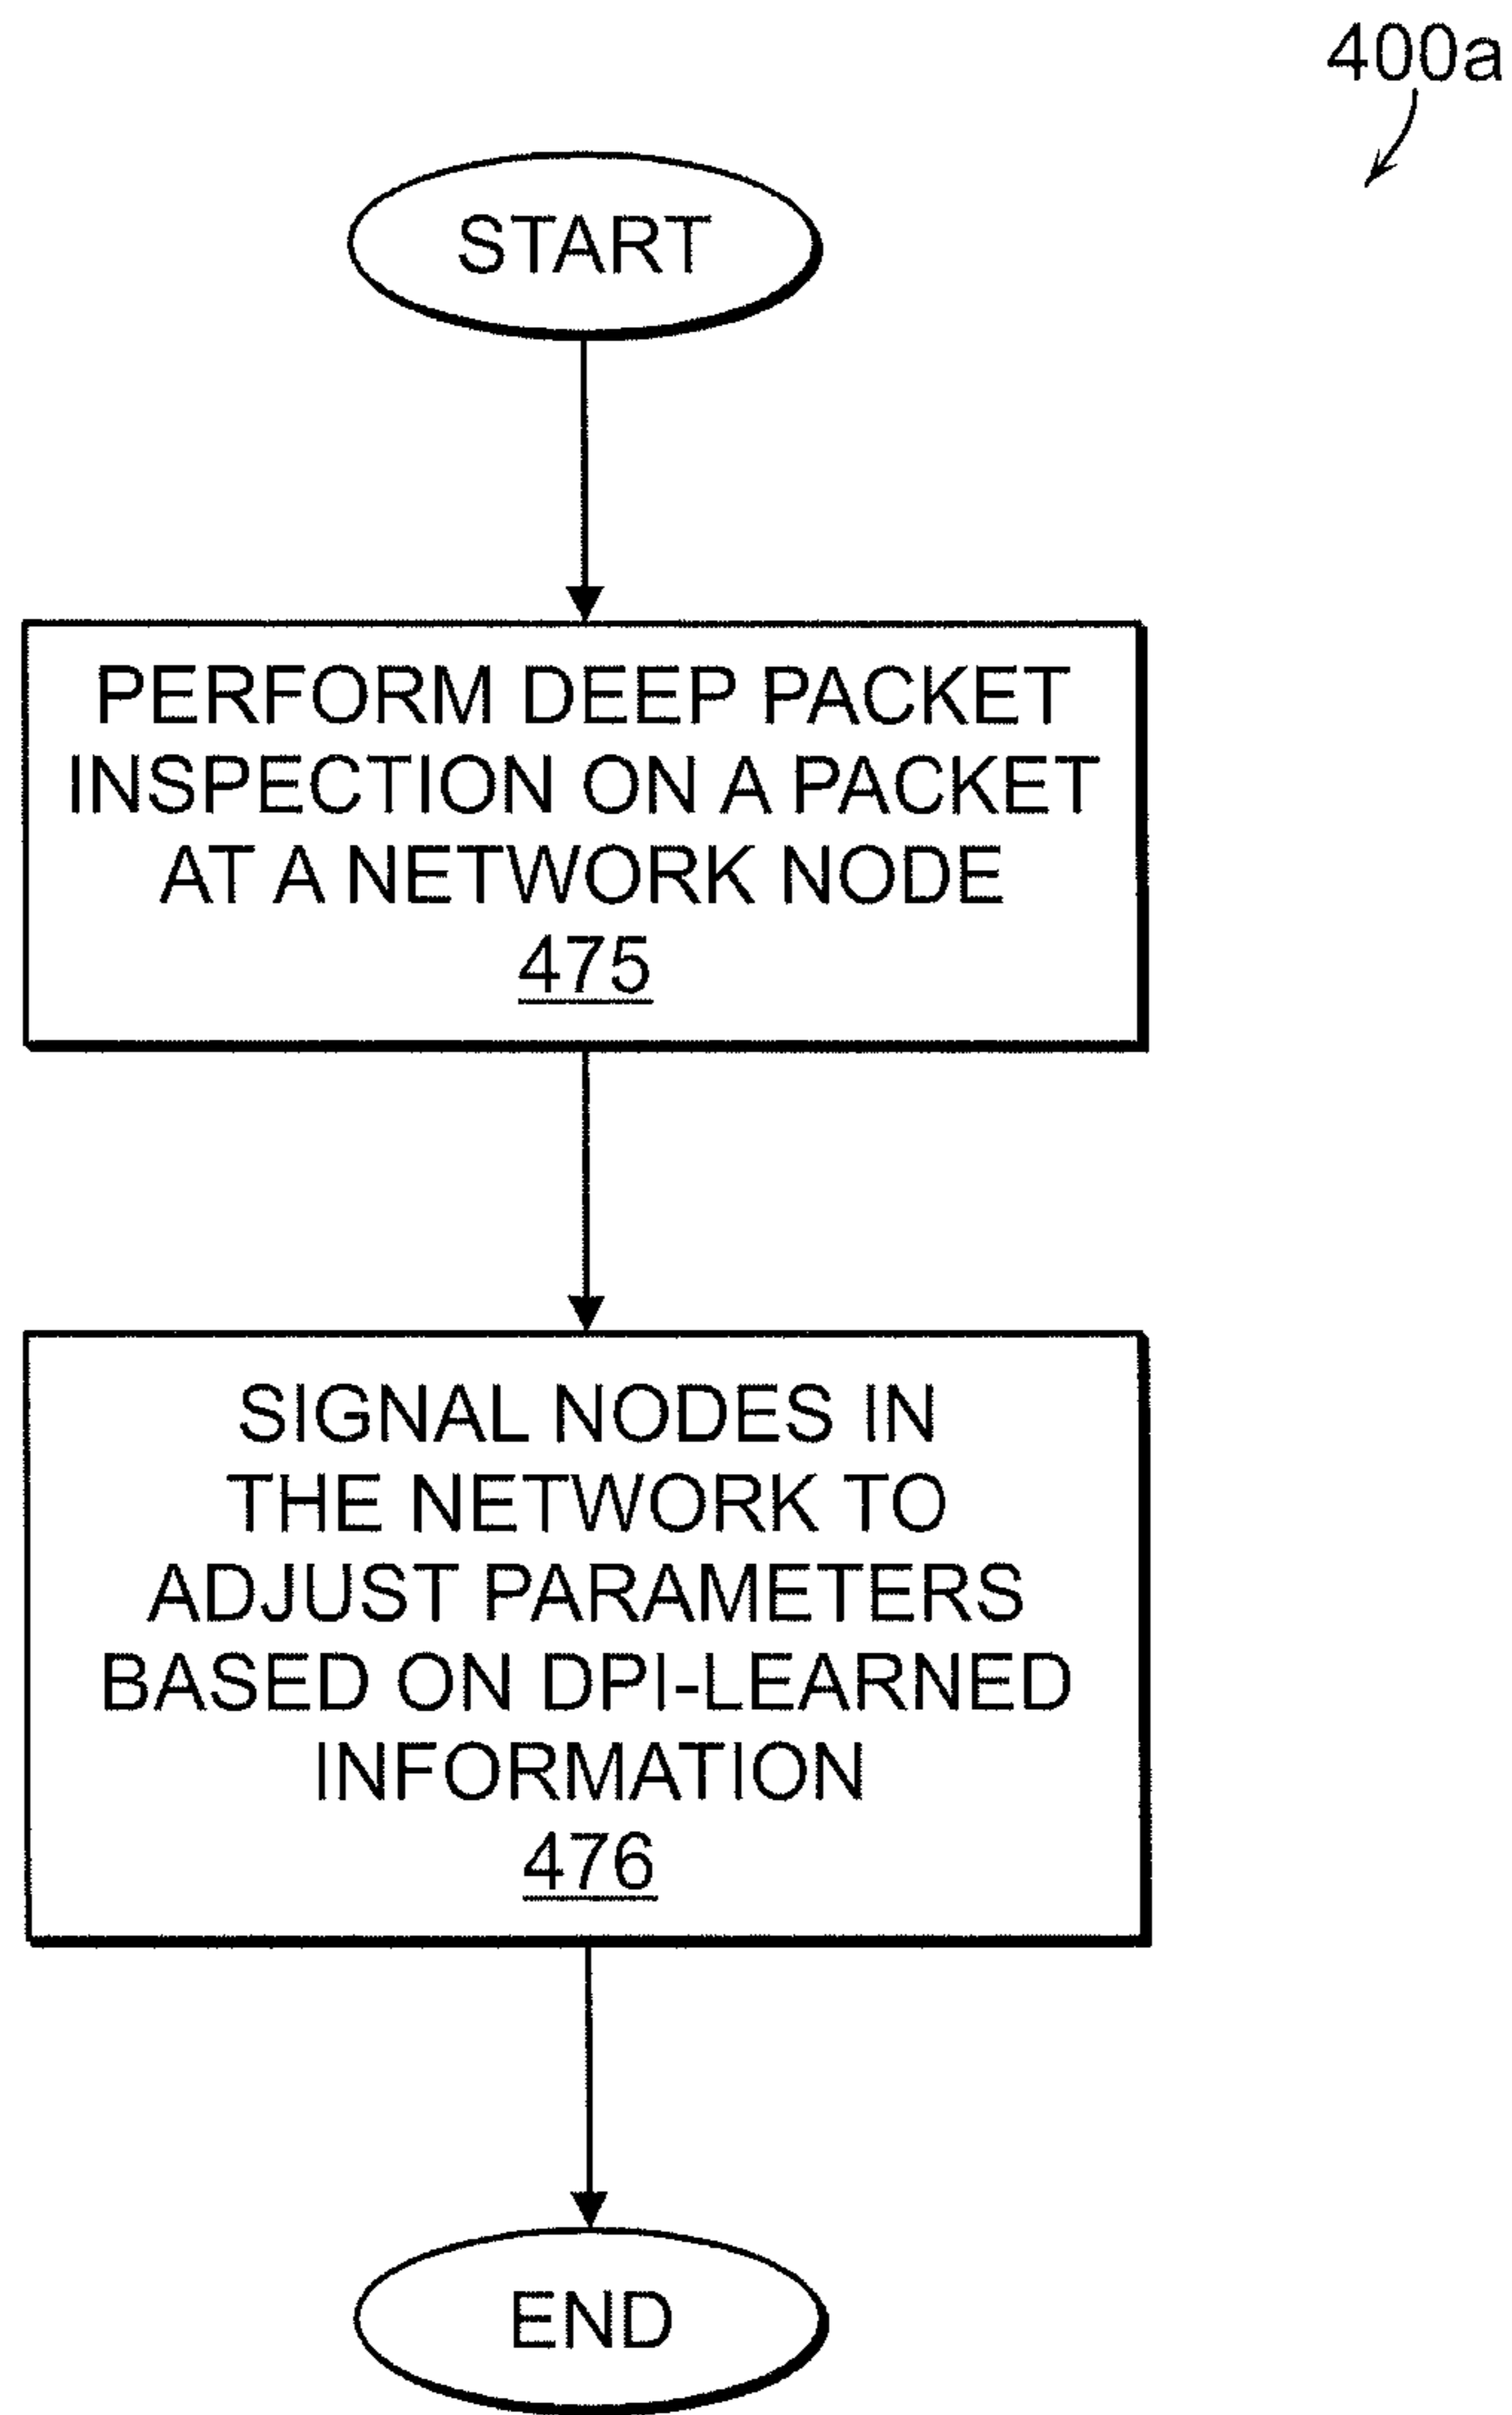 400a
START
PERFORM DEEP PACKET
INSPECTION ON A PACKET
AT A NETWORK NODE
475
SIGNAL NODES IN
THE NETWORK TO
ADJUST PARAMETERS
BASED ON DPI-LEARNED
INFORMATION
476
END